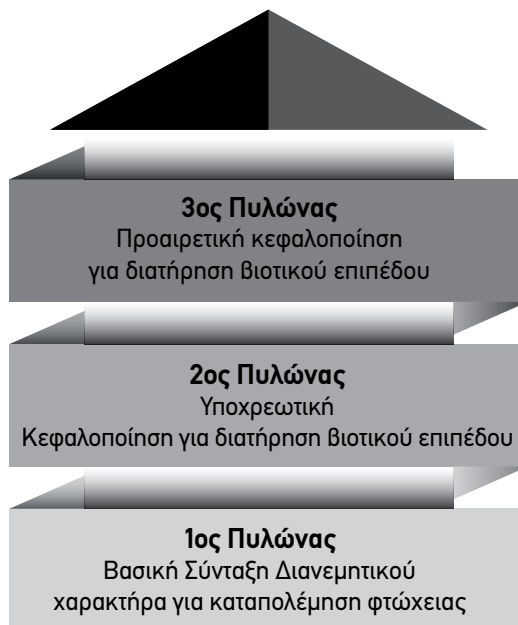 3ος Πυλώνας
Προαιρετική κεφαλοποίηση
για διατήρηση βιοτικού επιπέδου
2ος Πυλώνας
Υποχρεωτική
Κεφαλοποίηση για διατήρηση βιοτικού επιπέδου
1ος Πυλώνας
Βασική Σύνταξη Διανεμητικού
χαρακτήρα για καταπολέμηση φτώχειας